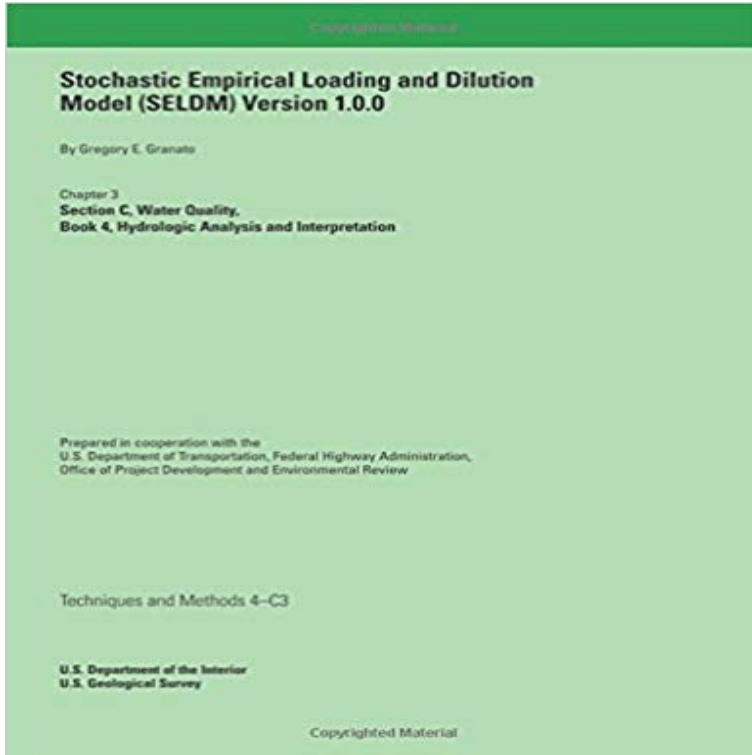 Copyrighted Material
Stochastic Empirical Loading and Dilution
Model (SELDM) Version 1.0.0
By Gregory E. Granato
Chapter 3
Section C, Water Quality,
Book 4, Hydrologic Analysis and Interpretation
Prepared in cooperation with the
U.S. Department of Transportation, Federal Highway Administration,
Office of Project Development and Environmental Review
Techniques and Methods 4–C3
U.S. Department of the Interior
U.S. Geological Survey
Copyrighted Material